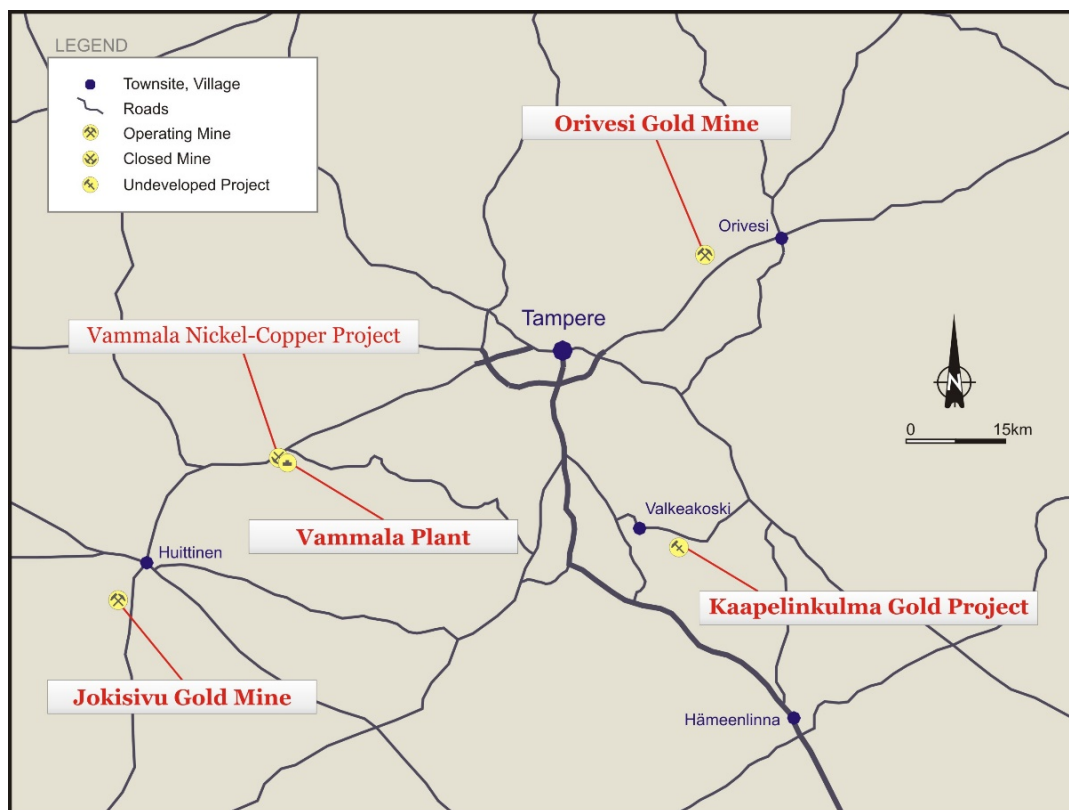 LEGEND
Townsite, Village
Roads
Operating Mine
Closed Mine
Undeveloped Project
Orivesi Gold Mine
Orivesi
Tampere
Vammala Nickel-Copper Project
N
0 15km
Valkeakoski
Vammala Plant
Huittinen
Kaapelinkulma Gold Project
Jokisivu Gold Mine
Hämeenlinna